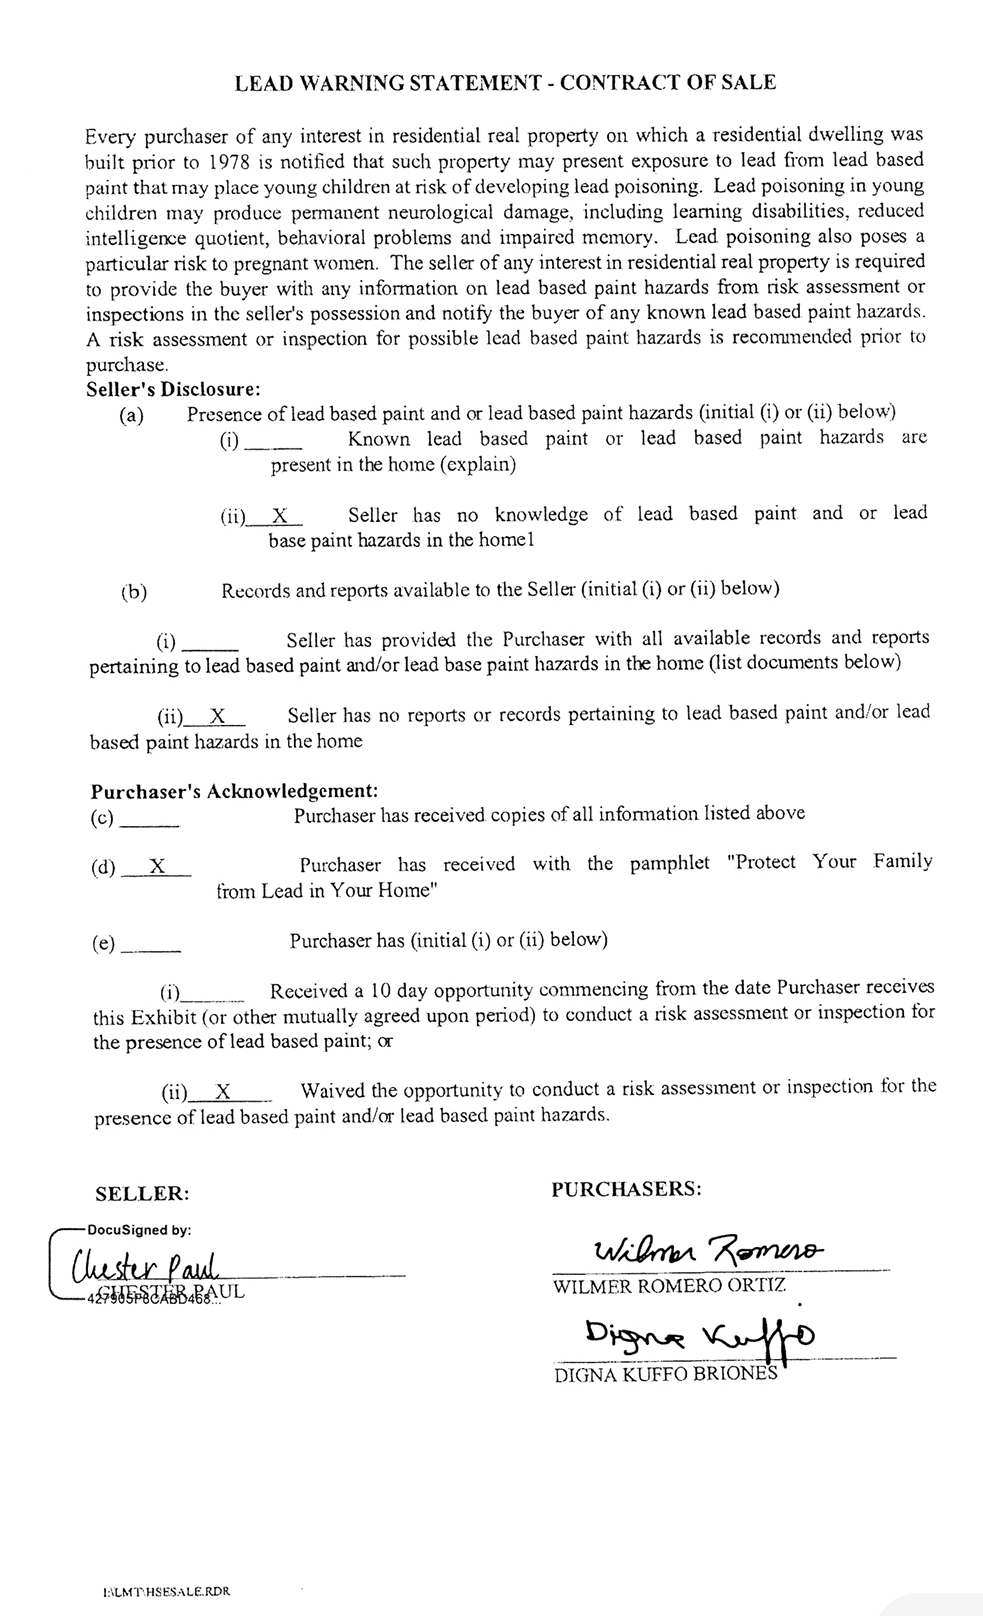 LEAD WARNING STATEMENT - CONTRACT OF SALE
Every purchaser of any interest in residential real property on which a residential dwelling was
built prior to 1978 is notified that such property may present exposure to lead from lead based
paint that may place young children at risk of developing lead poisoning. Lead poisoning in young
children may produce permanent neurological damage, including learning disabilities, reduced
intelligence quotient, behavioral problems and impaired memory. Lead poisoning also poses a
particular risk to pregnant women. The seller of any interest in residential real property is required
to provide the buyer with any information on lead based paint hazards from risk assessment or
inspections in the seller's possession and notify the buyer of any known lead based paint hazards.
A risk assessment or inspection for possible lead based paint hazards is recommended prior to
purchase.
Seller's Disclosure:
(a) Presence of lead based paint and or lead based paint hazards (initial (i) or (ii) below)
(i) ______ Known lead based paint or lead based paint hazards are
present in the home (explain)
(ii)__X__ Seller has no knowledge of lead based paint and or lead
base paint hazards in the home1
(b) Records and reports available to the Seller (initial (i) or (ii) below)
(i) ______ Seller has provided the Purchaser with all available records and reports
pertaining to lead based paint and/or lead base paint hazards in the home (list documents below)
(ii)__X__ Seller has no reports or records pertaining to lead based paint and/or lead
based paint hazards in the home
Purchaser's Acknowledgement:
(c) ______ Purchaser has received copies of all information listed above
(d) __X__ Purchaser has received with the pamphlet "Protect Your Family
from Lead in Your Home"
(e) ______ Purchaser has (initial (i) or (ii) below)
(i)______ Received a 10 day opportunity commencing from the date Purchaser receives
this Exhibit (or other mutually agreed upon period) to conduct a risk assessment or inspection for
the presence of lead based paint; or
(ii)__X__ Waived the opportunity to conduct a risk assessment or inspection for the
presence of lead based paint and/or lead based paint hazards.
SELLER:
PURCHASERS:
DocuSigned by:
Chester Paul
CHESTER PAUL
Wilmer Romero
WILMER ROMERO ORTIZ
Digna Kuffo
DIGNA KUFFO BRIONES
I:\LMT\HSESALE.RDR